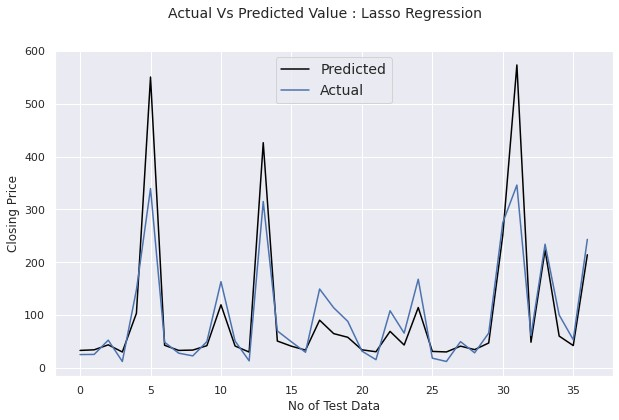 Actual Vs Predicted Value : Lasso Regression
600
Predicted
Actual
500
400
300
200
100
0
Closing Price
0 5 10 15 20 25 30 35
No of Test Data